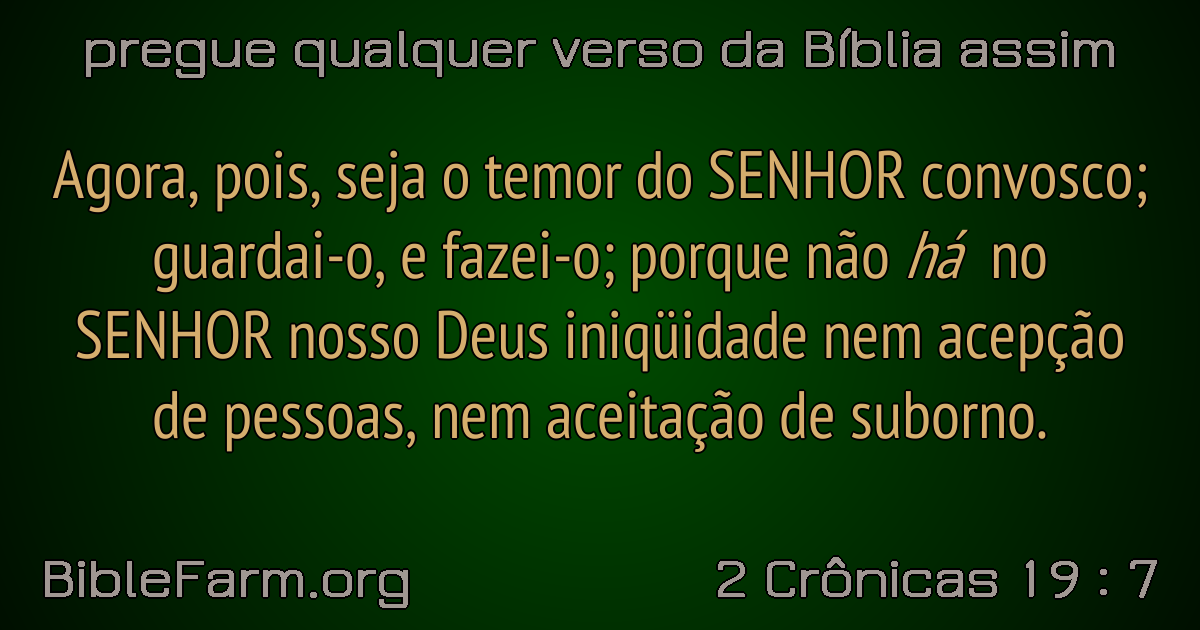 pregue qualquer verso da Bíblia assim
Agora, pois, seja o temor do SENHOR convosco;
guardai-o, e fazei-o; porque não há no
SENHOR nosso Deus iniqüidade nem acepção
de pessoas, nem aceitação de suborno.
BibleFarm.org
2 Crônicas 19 : 7